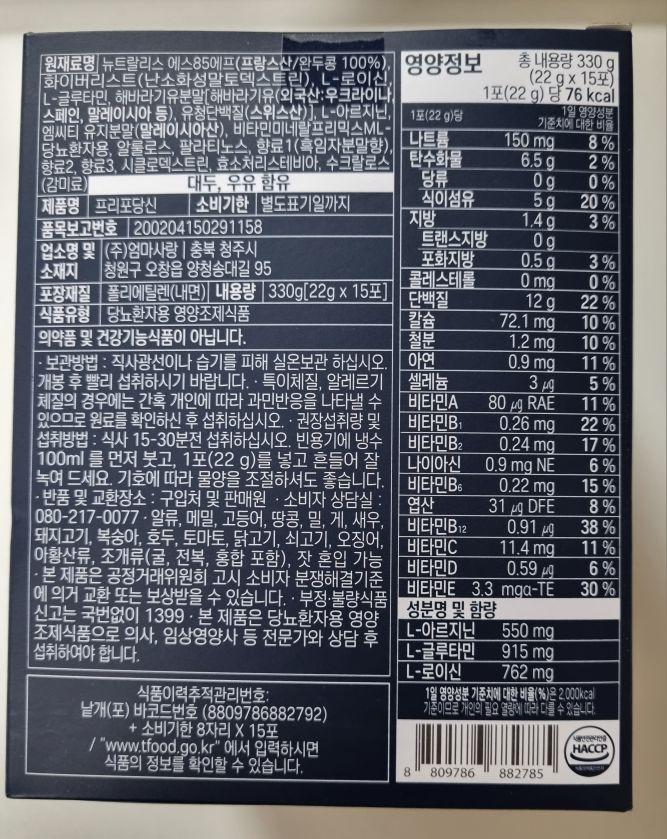 원재료명 뉴트랄리스 에스85에프(프랑스산/완두콩 100%),
화이버리스트(난소화성말토덱스트린), L-로이신,
L-글루타민, 해바라기유분말[해바라기유(외국산:우크라이나,
스페인, 말레이시아 등), 유청단백질(스위스산)], L-아르지닌,
엠씨티 유지분말(말레이시아산), 비타민미네랄프리믹스ML-
당뇨환자용, 알룰로스, 팔라티노스, 향료1(흑임자분말향),
향료2, 향료3, 시클로덱스트린, 효소처리스테비아, 수크랄로스
(감미료)
대두, 우유 함유
제품명 프리포당신 소비기한 별도표기일까지
품목보고번호 200204150291158
업소명 및 (주)엄마사랑 | 충북 청주시
소재지 청원구 오창읍 양청송대길 95
포장재질 폴리에틸렌(내면) 내용량 330g[22g x 15포]
식품유형 당뇨환자용 영양조제식품
의약품 및 건강기능식품이 아닙니다.
· 보관방법 : 직사광선이나 습기를 피해 실온보관 하십시오.
개봉 후 빨리 섭취하시기 바랍니다. · 특이체질, 알레르기
체질의 경우에는 간혹 개인에 따라 과민반응을 나타낼 수
있으므로 원료를 확인하신 후 섭취하십시오. · 권장섭취량 및
섭취방법 : 식사 15-30분전 섭취하십시오. 빈용기에 냉수
100ml 를 먼저 붓고, 1포(22 g)를 넣고 흔들어 잘
녹여 드세요. 기호에 따라 물양을 조절하셔도 좋습니다.
· 반품 및 교환장소 : 구입처 및 판매원 · 소비자 상담실 :
080-217-0077 · 알류, 메밀, 고등어, 땅콩, 밀, 게, 새우,
돼지고기, 복숭아, 호두, 토마토, 닭고기, 쇠고기, 오징어,
아황산류, 조개류(굴, 전복, 홍합 포함), 잣 혼입 가능
· 본 제품은 공정거래위원회 고시 소비자 분쟁해결기준
에 의거 교환 또는 보상받을 수 있습니다. · 부정·불량식품
신고는 국번없이 1399 · 본 제품은 당뇨환자용 영양
조제식품으로 의사, 임상영양사 등 전문가와 상담 후
섭취하여야 합니다.
식품이력추적관리번호:
낱개(포) 바코드번호 (8809786882792)
+ 소비기한 8자리 X 15포
/ "www.tfood.go.kr" 에서 입력하시면
식품의 정보를 확인할 수 있습니다.
영양정보 총 내용량 330 g
(22 g x 15포)
1포(22 g) 당 76 kcal
1포(22 g)당 1일 영양성분
기준치에 대한 비율
나트륨 150 mg 8 %
탄수화물 6.5 g 2 %
당류 0 g 0 %
식이섬유 5 g 20 %
지방 1.4 g 3 %
트랜스지방 0 g
포화지방 0.5 g 3 %
콜레스테롤 0 mg 0 %
단백질 12 g 22 %
칼슘 72.1 mg 10 %
철분 1.2 mg 10 %
아연 0.9 mg 11 %
셀레늄 3 μg 5 %
비타민A 80 μg RAE 11 %
비타민B1 0.26 mg 22 %
비타민B2 0.24 mg 17 %
나이아신 0.9 mg NE 6 %
비타민B6 0.22 mg 15 %
엽산 31 μg DFE 8 %
비타민B12 0.91 μg 38 %
비타민C 11.4 mg 11 %
비타민D 0.59 μg 6 %
비타민E 3.3 mgα-TE 30 %
성분명 및 함량
L-아르지닌 550 mg
L-글루타민 915 mg
L-로이신 762 mg
1일 영양성분 기준치에 대한 비율(%)은 2,000kcal
기준이므로 개인의 필요 열량에 따라 다를 수 있습니다.
8 809786 882785
HACCP